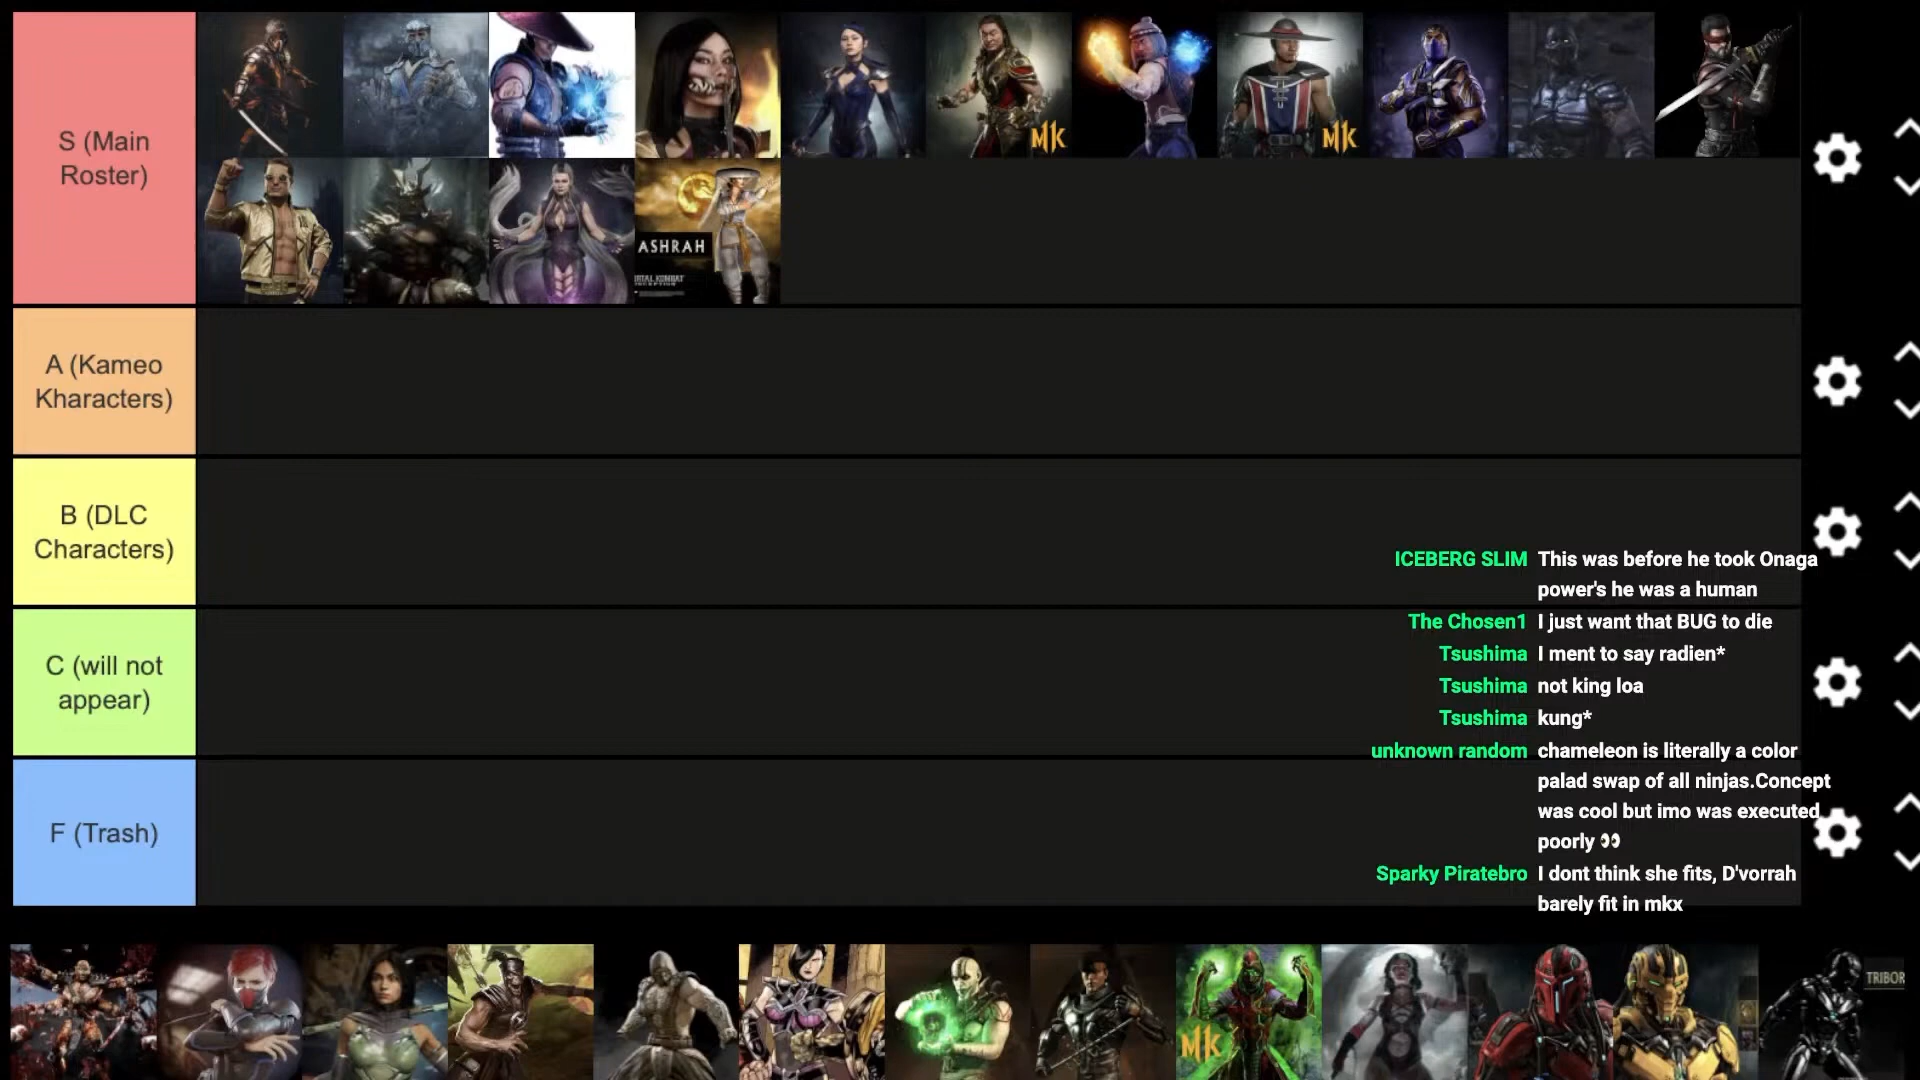 S (Main
Roster)
MK
MK
ASHRAH
A (Kameo
Kharacters)
B (DLC
Characters)
ICEBERG SLIM This was before he took Onaga
power's he was a human
The Chosen1 I just want that BUG to die
C (will not
appear)
Tsushima I ment to say radien*
Tsushima not king loa
Tsushima kung*
unknown random chameleon is literally a color
palad swap of all ninjas.Concept
was cool but imo was executed
poorly 👀
F (Trash)
Sparky Piratebro I dont think she fits, D'vorrah
barely fit in mkx
MK
TRIBOR